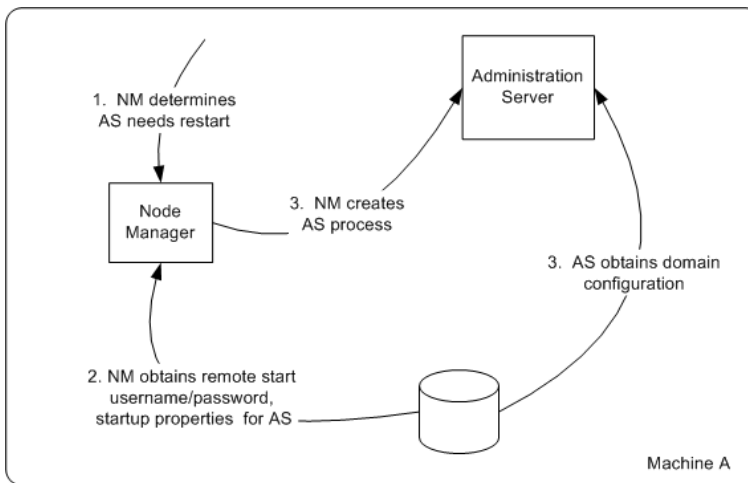 Administration
Server
1. NM determines
AS needs restart
Node
Manager
3. NM creates
AS process
3. AS obtains domain
configuration
2. NM obtains remote start
username/password,
startup properties for AS
Machine A